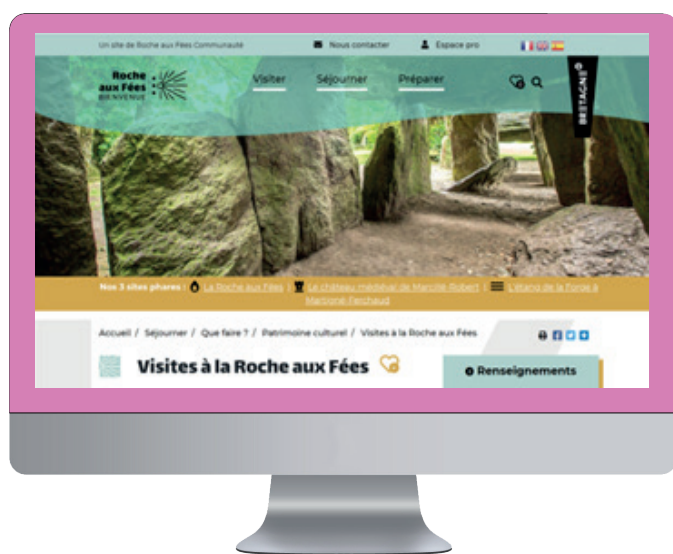 Un site de Roche aux Fées Communauté
Nous contacter
Espace pro
Roche
aux Fées
BIENVENUE
Visiter
Séjourner
Préparer
BRETAGNE
Nos 3 sites phares : La Roche aux Fées | Le château médiéval de Marcillé-Robert | L'étang de la Forge à
Martigné-Ferchaud
Accueil / Séjourner / Que faire ? / Patrimoine culturel / Visites à la Roche aux Fées
Visites à la Roche aux Fées
Renseignements